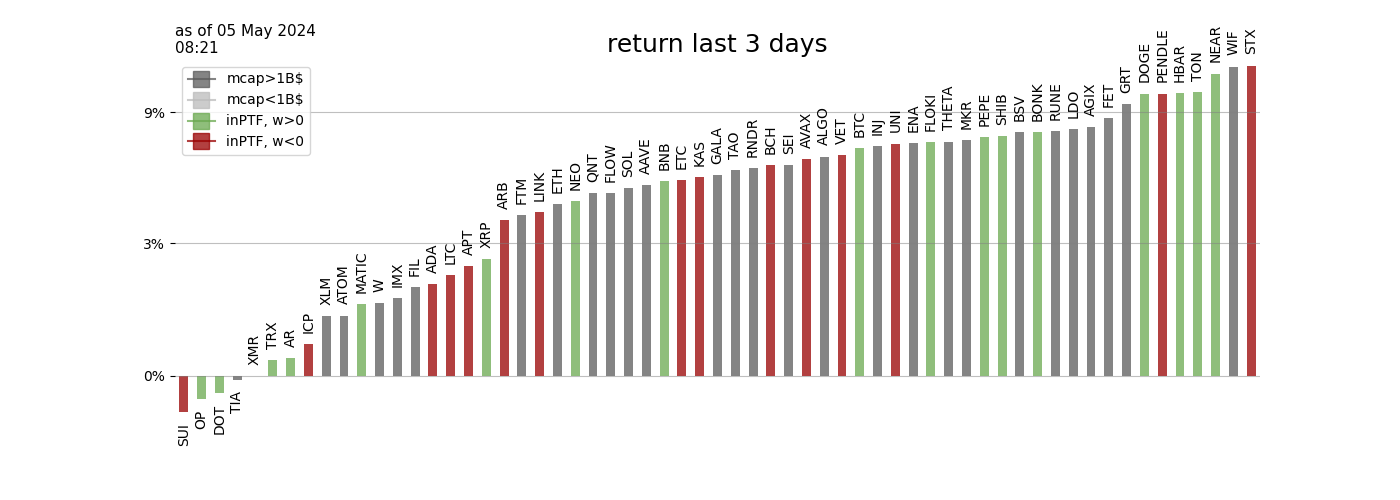 as of 05 May 2024
08:21
return last 3 days
mcap>1B$
mcap<1B$
inPTF, w>0
inPTF, w<0
9%
3%
0%
SUI
OP
DOT
TIA
XMR
TRX
AR
ICP
XLM
ATOM
MATIC
W
IMX
FIL
ADA
LTC
APT
XRP
ARB
FTM
LINK
ETH
NEO
QNT
FLOW
SOL
AAVE
BNB
ETC
KAS
GALA
TAO
RNDR
BCH
SEI
AVAX
ALGO
VET
BTC
INJ
UNI
ENA
FLOKI
THETA
MKR
PEPE
SHIB
BSV
BONK
RUNE
LDO
AGIX
FET
GRT
DOGE
PENDLE
HBAR
TON
NEAR
WIF
STX